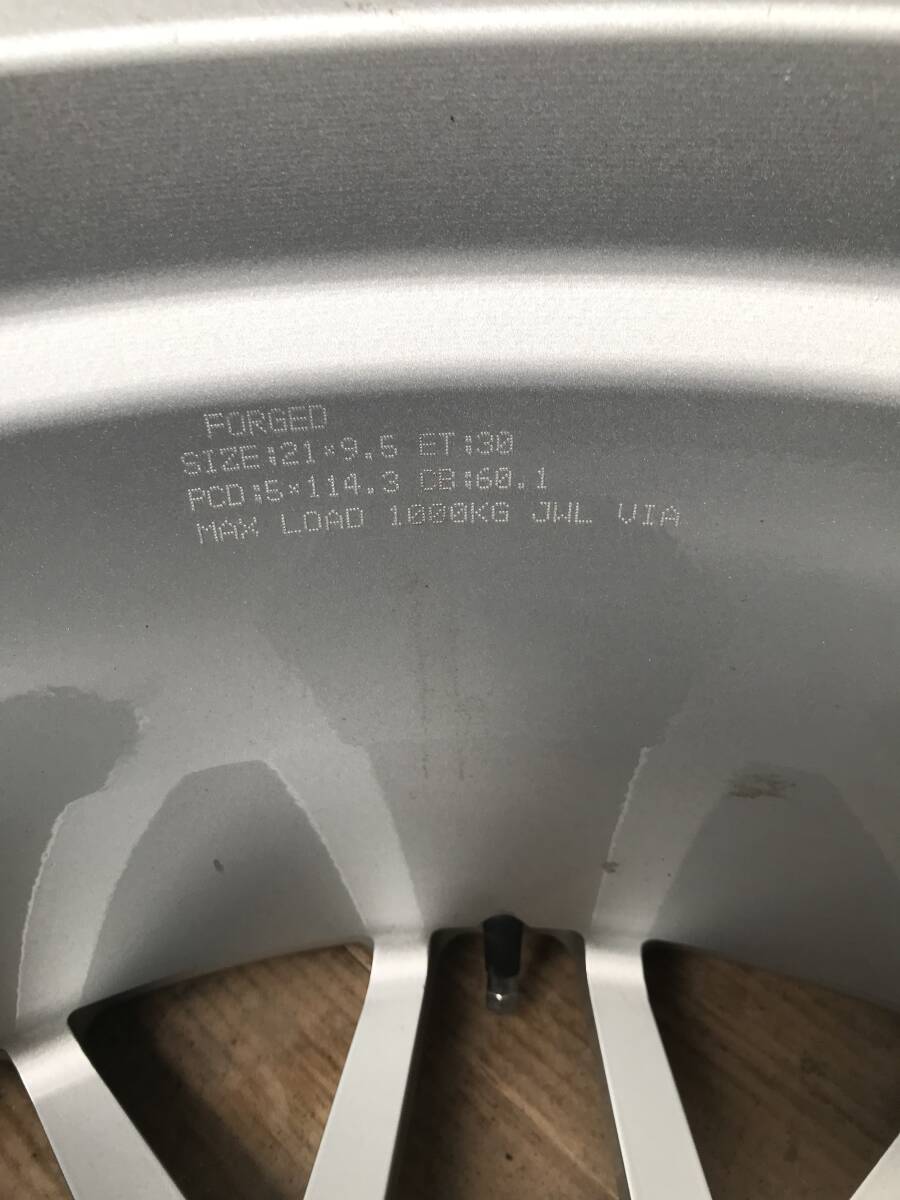 FORGED
SIZE:21×9.5 ET:30
PCD:5×114.3 CB:60.1
MAX LOAD 1000KG JWL VIA